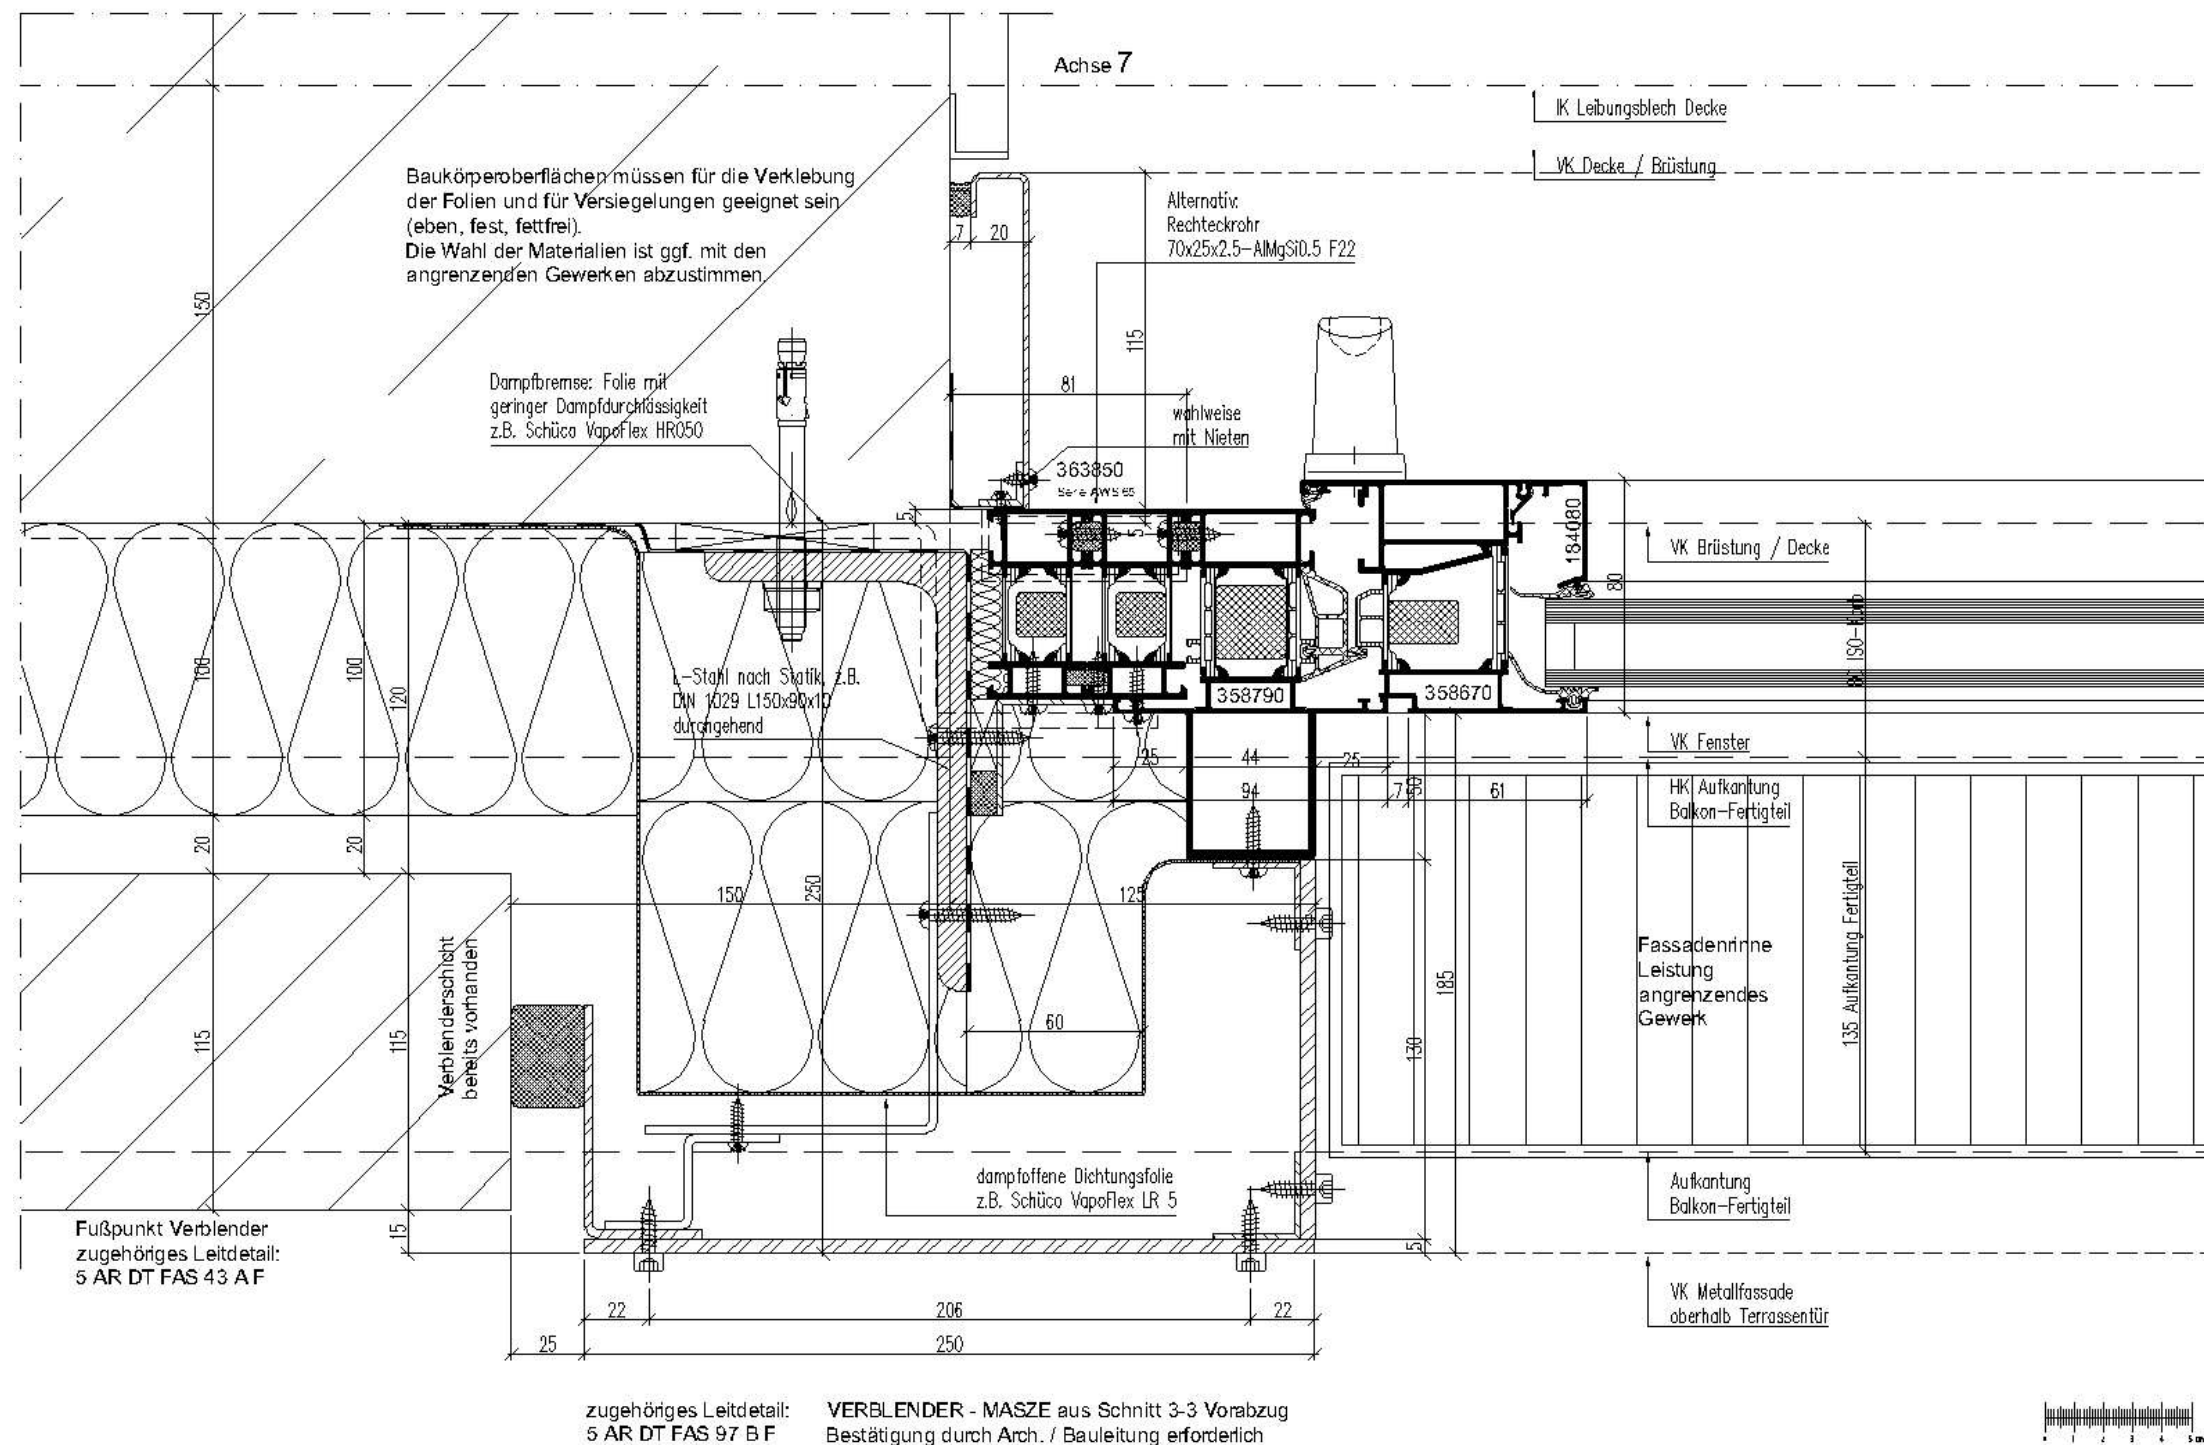 Achse 7
IK Leibungsblech Decke
VK Decke / Brüstung
Baukörperoberflächen müssen für die Verklebung
der Folien und für Versiegelungen geeignet sein
(eben, fest, fettfrei).
Die Wahl der Materialien ist ggf. mit den
angrenzenden Gewerken abzustimmen.
Alternativ:
Rechteckrohr
70x25x2.5-AlMgSi0.5 F22
7
20
150
115
81
Dampfbremse: Folie mit
geringer Dampfdurchlässigkeit
z.B. Schüco VapoFlex HR050
wahlweise
mit Nieten
363850
Serie AWS 65
5
5
184080
80
VK Brüstung / Decke
100
100
120
L-Stahl nach Statik, z.B.
DIN 1029 L150x90x10
durchgehend
358790
358670
80 ISO-Korb
VK Fenster
25
44
25
94
7
30
61
HK Aufkantung
Balkon-Fertigteil
20
20
150
250
125
Verblenderschicht
bereits vorhanden
115
115
60
185
130
Fassadenrinne
Leistung
angrenzendes
Gewerk
135 Aufkantung Fertigteil
dampfoffene Dichtungsfolie
z.B. Schüco VapoFlex LR 5
Aufkantung
Balkon-Fertigteil
Fußpunkt Verblender
zugehöriges Leitdetail:
5 AR DT FAS 43 A F
15
5
VK Metallfassade
oberhalb Terrassentür
22
206
22
25
250
zugehöriges Leitdetail:
5 AR DT FAS 97 B F
VERBLENDER - MASZE aus Schnitt 3-3 Vorabzug
Bestätigung durch Arch. / Bauleitung erforderlich